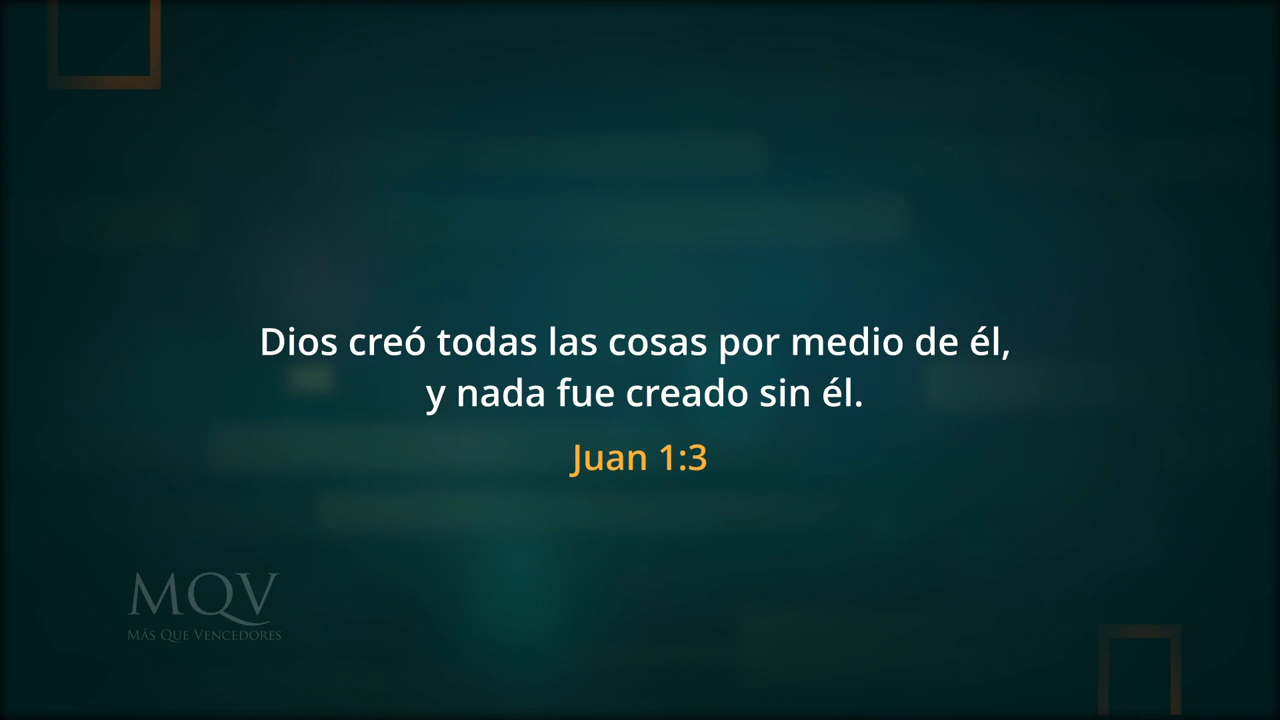 Dios creó todas las cosas por medio de él,
y nada fue creado sin él.
Juan 1:3
MQV
MÁS QUE VENCEDORES